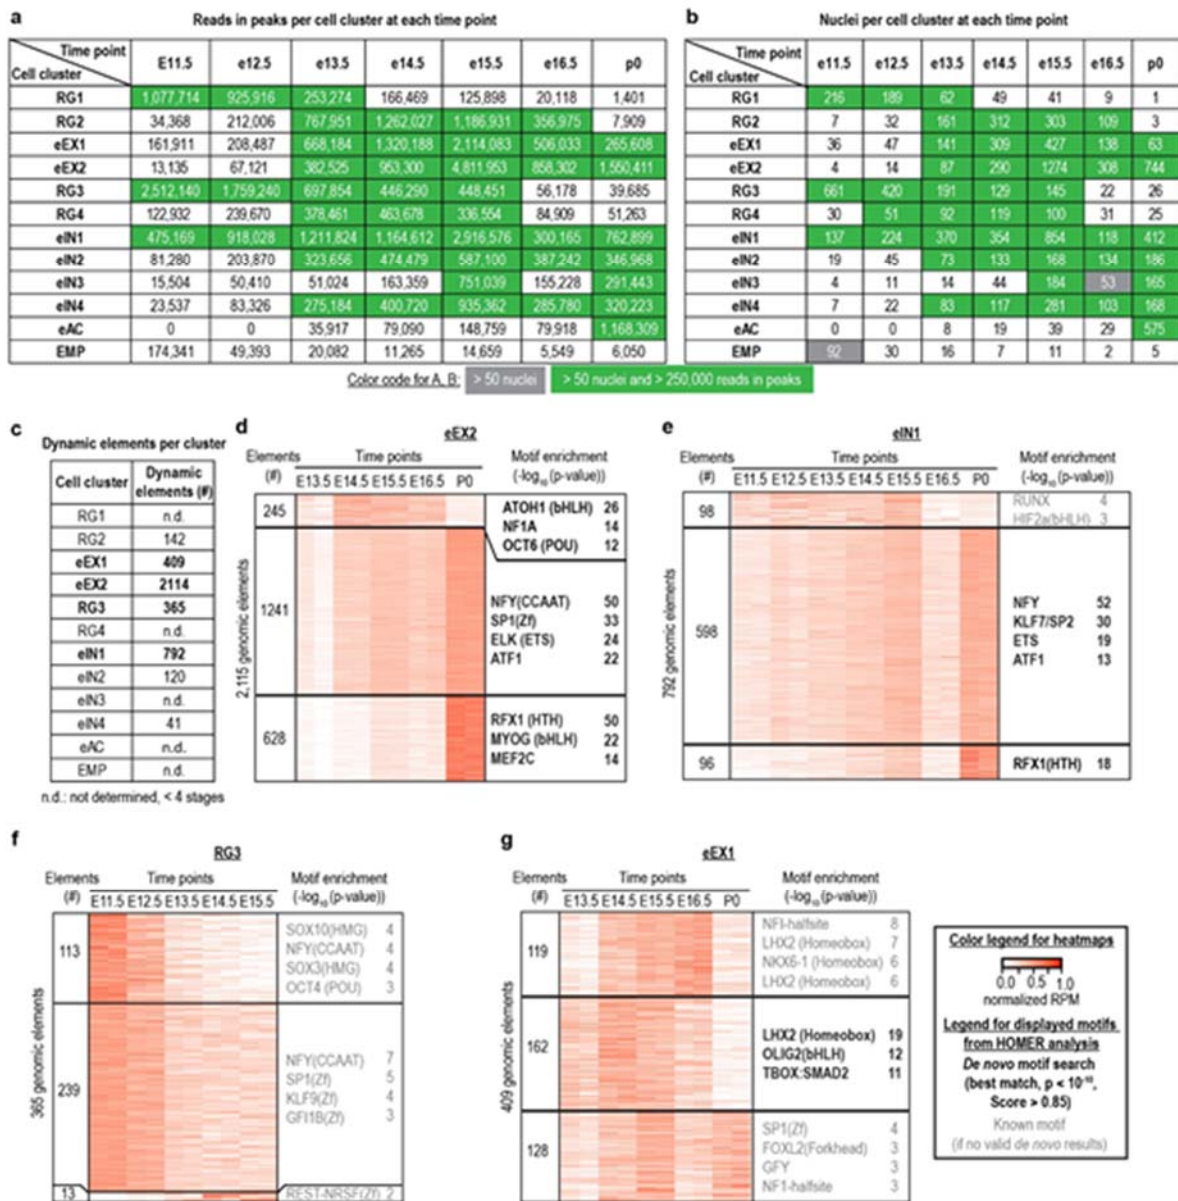 a
Reads in peaks per cell cluster at each time point
Time point
Cell cluster
E11.5 e12.5 e13.5 e14.5 e15.5 e16.5 p0
RG1 1,077,714 925,916 253,274 166,469 125,898 20,118 1,401
RG2 34,368 212,006 767,951 1,262,027 1,186,931 356,975 7,909
eEX1 161,911 208,487 668,184 1,320,188 2,114,083 506,033 265,608
eEX2 13,135 67,121 382,525 953,300 4,811,953 858,302 1,550,411
RG3 2,512,140 1,759,240 697,854 446,290 448,451 56,178 39,685
RG4 122,932 239,670 378,461 463,678 336,554 84,909 51,263
eIN1 475,169 918,028 1,211,824 1,164,612 2,916,576 300,165 762,899
eIN2 81,280 203,870 323,656 474,479 587,100 387,242 346,968
eIN3 15,504 50,410 51,024 163,359 751,039 155,228 291,443
eIN4 23,537 83,326 275,184 400,720 935,362 285,780 320,223
eAC 0 0 35,917 79,090 148,759 79,918 1,168,309
EMP 174,341 49,393 20,082 11,265 14,659 5,549 6,050
b
Nuclei per cell cluster at each time point
Time point
Cell cluster
e11.5 e12.5 e13.5 e14.5 e15.5 e16.5 p0
RG1 216 189 62 49 41 9 1
RG2 7 32 161 312 303 109 3
eEX1 36 47 141 309 427 138 63
eEX2 4 14 87 290 1274 308 744
RG3 661 420 191 129 145 22 26
RG4 30 51 92 119 100 31 25
eIN1 137 224 370 354 854 118 412
eIN2 19 45 73 133 168 134 186
eIN3 4 11 14 44 184 53 165
eIN4 7 22 83 117 281 103 168
eAC 0 0 8 19 39 29 575
EMP 92 30 16 7 11 2 5
Color code for A, B: > 50 nuclei > 50 nuclei and > 250,000 reads in peaks
c
Dynamic elements per cluster
Cell cluster Dynamic elements (#)
RG1 n.d.
RG2 142
eEX1 409
eEX2 2114
RG3 365
RG4 n.d.
eIN1 792
eIN2 120
eIN3 n.d.
eIN4 41
eAC n.d.
EMP n.d.
n.d.: not determined, < 4 stages
d
eEX2
Elements (#)
Time points
Motif enrichment (-log10 (p-value))
E13.5 E14.5 E15.5 E16.5 P0
2,115 genomic elements
245
ATOH1 (bHLH) 26
NF1A 14
OCT6 (POU) 12
1241
NFY(CCAAT) 50
SP1(Zf) 33
ELK (ETS) 24
ATF1 22
628
RFX1 (HTH) 50
MYOG (bHLH) 22
MEF2C 14
e
eIN1
Elements (#)
Time points
Motif enrichment (-log10 (p-value))
E11.5 E12.5 E13.5 E14.5 E15.5 E16.5 P0
792 genomic elements
98
RUNX 4
HIF2a(bHLH) 3
598
NFY 52
KLF7/SP2 30
ETS 19
ATF1 13
96
RFX1(HTH) 18
f
RG3
Elements (#)
Time points
Motif enrichment (-log10 (p-value))
E11.5 E12.5 E13.5 E14.5 E15.5
365 genomic elements
113
SOX10(HMG) 4
NFY(CCAAT) 4
SOX3(HMG) 4
OCT4 (POU) 3
239
NFY(CCAAT) 7
SP1(Zf) 5
KLF9(Zf) 4
GFI1B(Zf) 3
13
REST-NRSF(Zf) 2
g
eEX1
Elements (#)
Time points
Motif enrichment (-log10 (p-value))
E13.5 E14.5 E15.5 E16.5 P0
409 genomic elements
119
NFI-halfsite 8
LHX2 (Homeobox) 7
NKX6-1 (Homeobox) 6
LHX2 (Homeobox) 6
162
LHX2 (Homeobox) 19
OLIG2(bHLH) 12
TBOX:SMAD2 11
128
SP1(Zf) 4
FOXL2(Forkhead) 3
GFY 3
NF1-halfsite 3
Color legend for heatmaps
0.0 0.5 1.0
normalized RPM
Legend for displayed motifs
from HOMER analysis
De novo motif search
(best match, p < 10-10,
Score > 0.85)
Known motif
(if no valid de novo results)